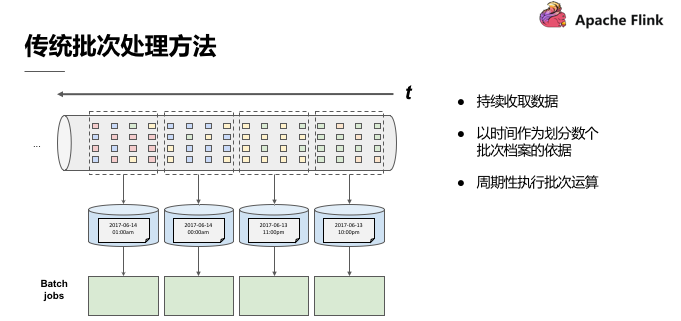 Apache Flink
传统批次处理方法
t
持续收取数据
以时间作为划分数个
批次档案的依据
周期性执行批次运算
...
2017-06-14
01:00am
2017-06-14
00:00am
2017-06-13
11:00pm
2017-06-13
10:00pm
Batch
jobs